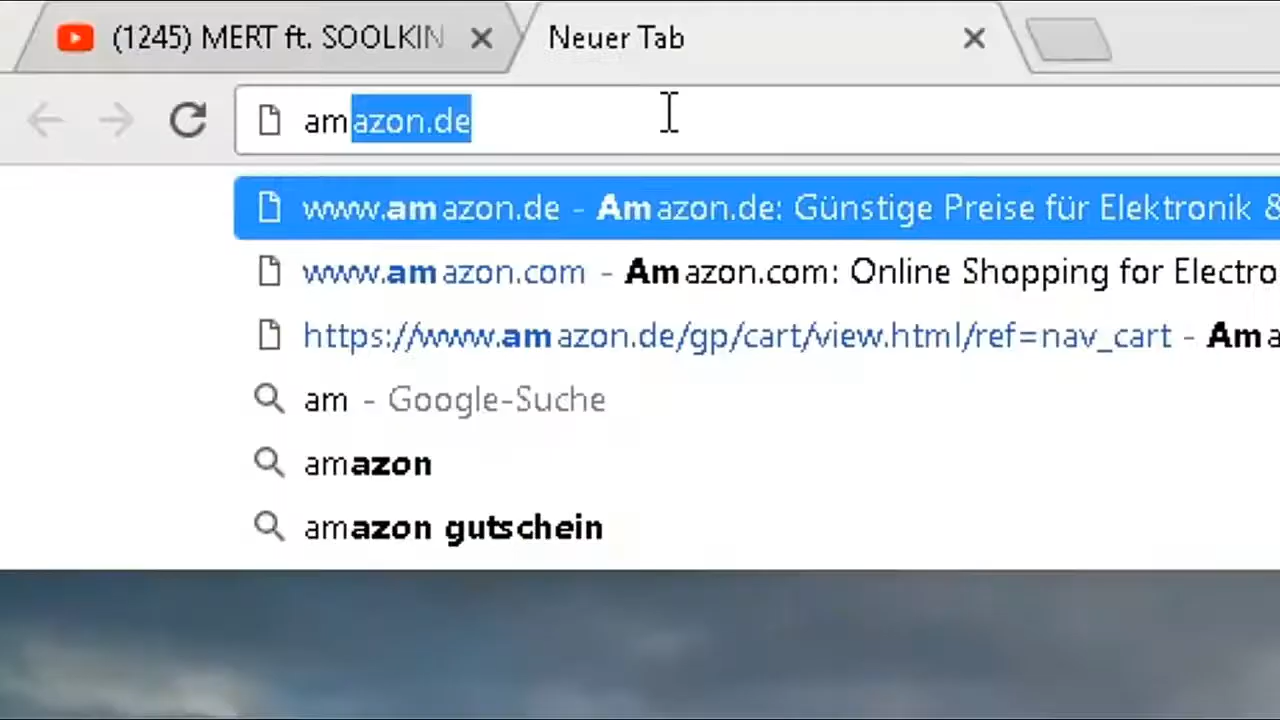 (1245) MERT ft. SOOLKIN
Neuer Tab
amazon.de
www.amazon.de - Amazon.de: Günstige Preise für Elektronik &
www.amazon.com - Amazon.com: Online Shopping for Electro
https://www.amazon.de/gp/cart/view.html/ref=nav_cart - Ama
am - Google-Suche
amazon
amazon gutschein